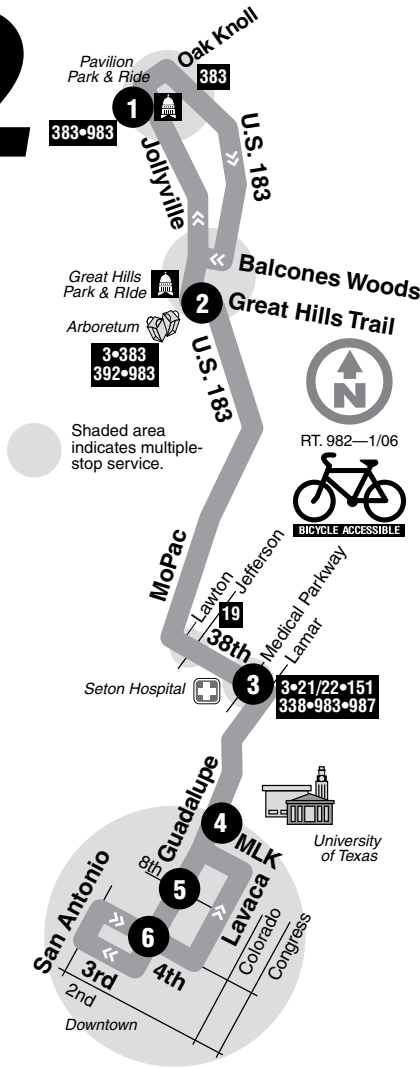 2
Pavilion
Park & Ride
Oak Knoll
383
1
383•983
Jollyville
U.S. 183
Balcones Woods
Great Hills
Park & RIde
2
Great Hills Trail
Arboretum
3•383
392•983
U.S. 183
N
Shaded area
indicates multiple-
stop service.
RT. 982—1/06
BICYCLE ACCESSIBLE
MoPac
Lawton
Jefferson
19
38th
Medical Parkway
Lamar
Seton Hospital
3
3•21/22•151
338•983•987
Guadalupe
4
MLK
University
of Texas
8th
5
San Antonio
6
Lavaca
Colorado
Congress
3rd
4th
2nd
Downtown